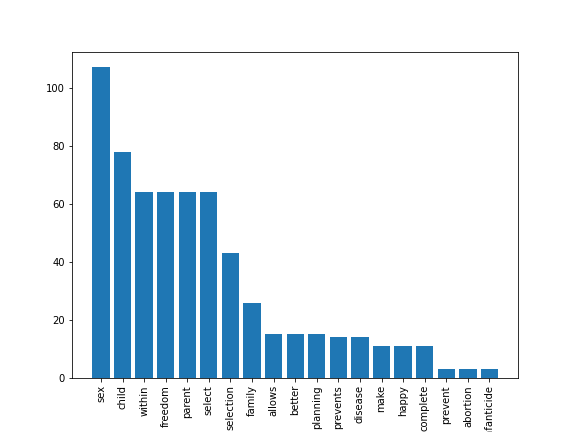 100
80
60
40
20
0
sex
child
within
freedom
parent
select
selection
family
allows
better
planning
prevents
disease
make
happy
complete
prevent
abortion
nfanticide